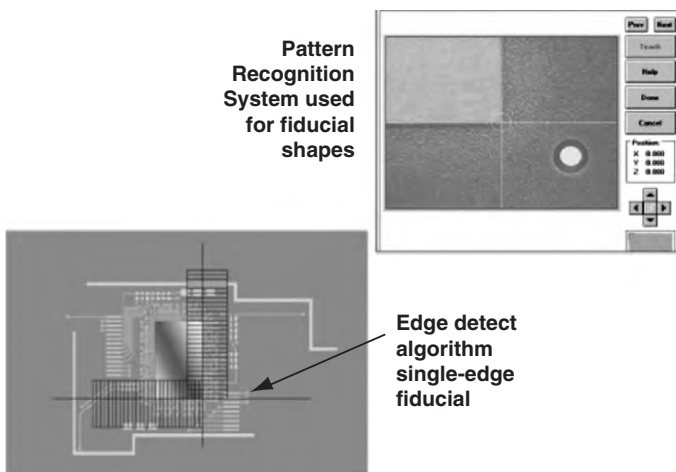 Pattern
Recognition
System used
for fiducial
shapes
Prev Next
Teach
Help
Done
Cancel
Position:
X 0.000
Y 0.000
Z 0.000
Edge detect
algorithm
single-edge
fiducial